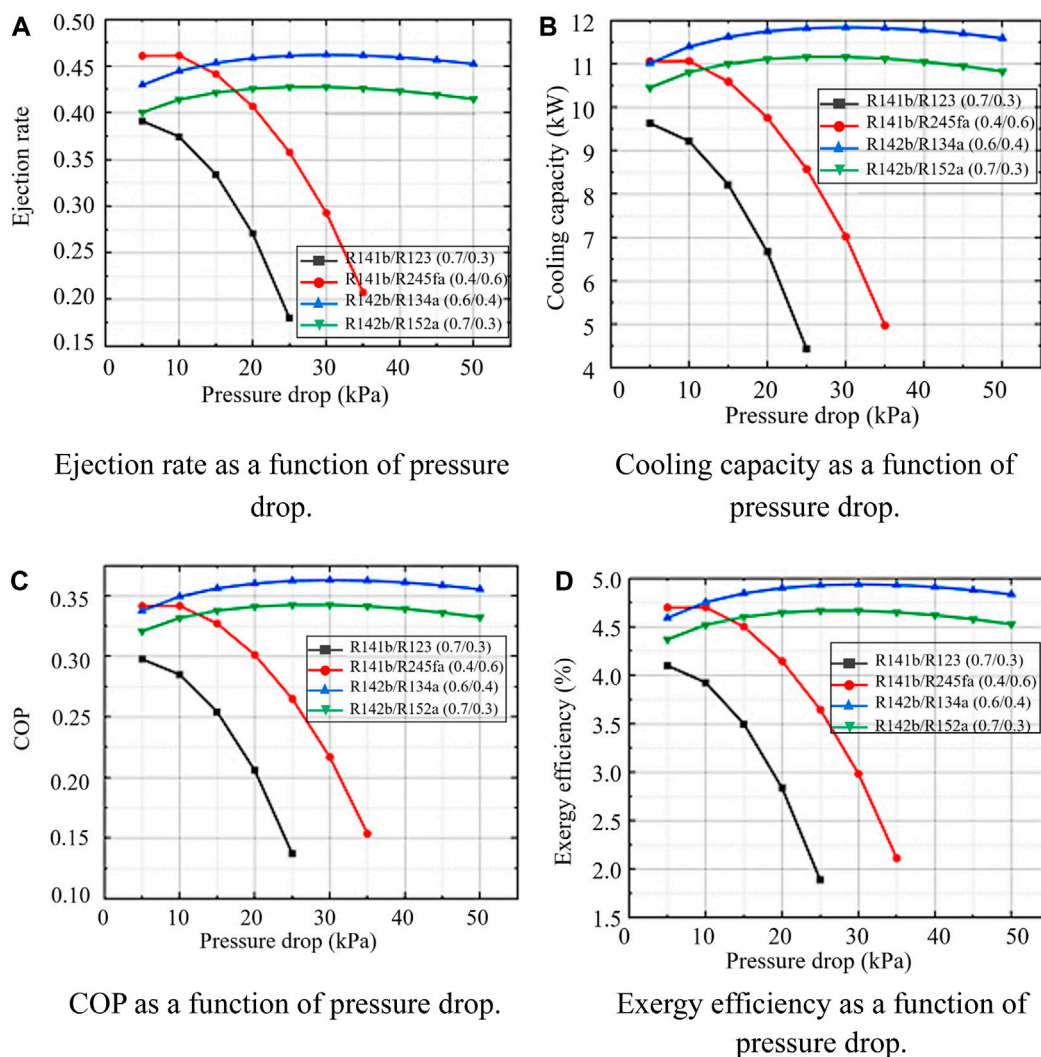 A
0.50
0.45
0.40
0.35
0.30
0.25
0.20
0.15
Ejection rate
R141b/R123 (0.7/0.3)
R141b/R245fa (0.4/0.6)
R142b/R134a (0.6/0.4)
R142b/R152a (0.7/0.3)
0 10 20 30 40 50
Pressure drop (kPa)
Ejection rate as a function of pressure
drop.
B
12
11
10
9
8
7
6
5
4
Cooling capacity (kW)
R141b/R123 (0.7/0.3)
R141b/R245fa (0.4/0.6)
R142b/R134a (0.6/0.4)
R142b/R152a (0.7/0.3)
0 10 20 30 40 50
Pressure drop (kPa)
Cooling capacity as a function of
pressure drop.
C
0.35
0.30
0.25
0.20
0.15
0.10
COP
R141b/R123 (0.7/0.3)
R141b/R245fa (0.4/0.6)
R142b/R134a (0.6/0.4)
R142b/R152a (0.7/0.3)
0 10 20 30 40 50
Pressure drop (kPa)
COP as a function of pressure drop.
D
5.0
4.5
4.0
3.5
3.0
2.5
2.0
1.5
Exergy efficiency (%)
R141b/R123 (0.7/0.3)
R141b/R245fa (0.4/0.6)
R142b/R134a (0.6/0.4)
R142b/R152a (0.7/0.3)
0 10 20 30 40 50
Pressure drop (kPa)
Exergy efficiency as a function of
pressure drop.